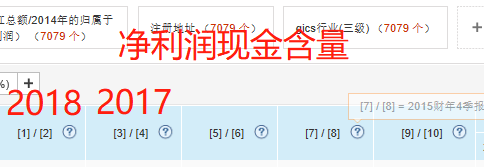 红总额/2014年的归属于
利润）（7079 个）
注册地址 （7079 个）
gics行业(三级) （7079 个）
净利润现金含量
%)
2018 2017
[7] / [8] = 2015财年4季报
[1] / [2]
[3] / [4]
[5] / [6]
[7] / [8]
[9] / [10]